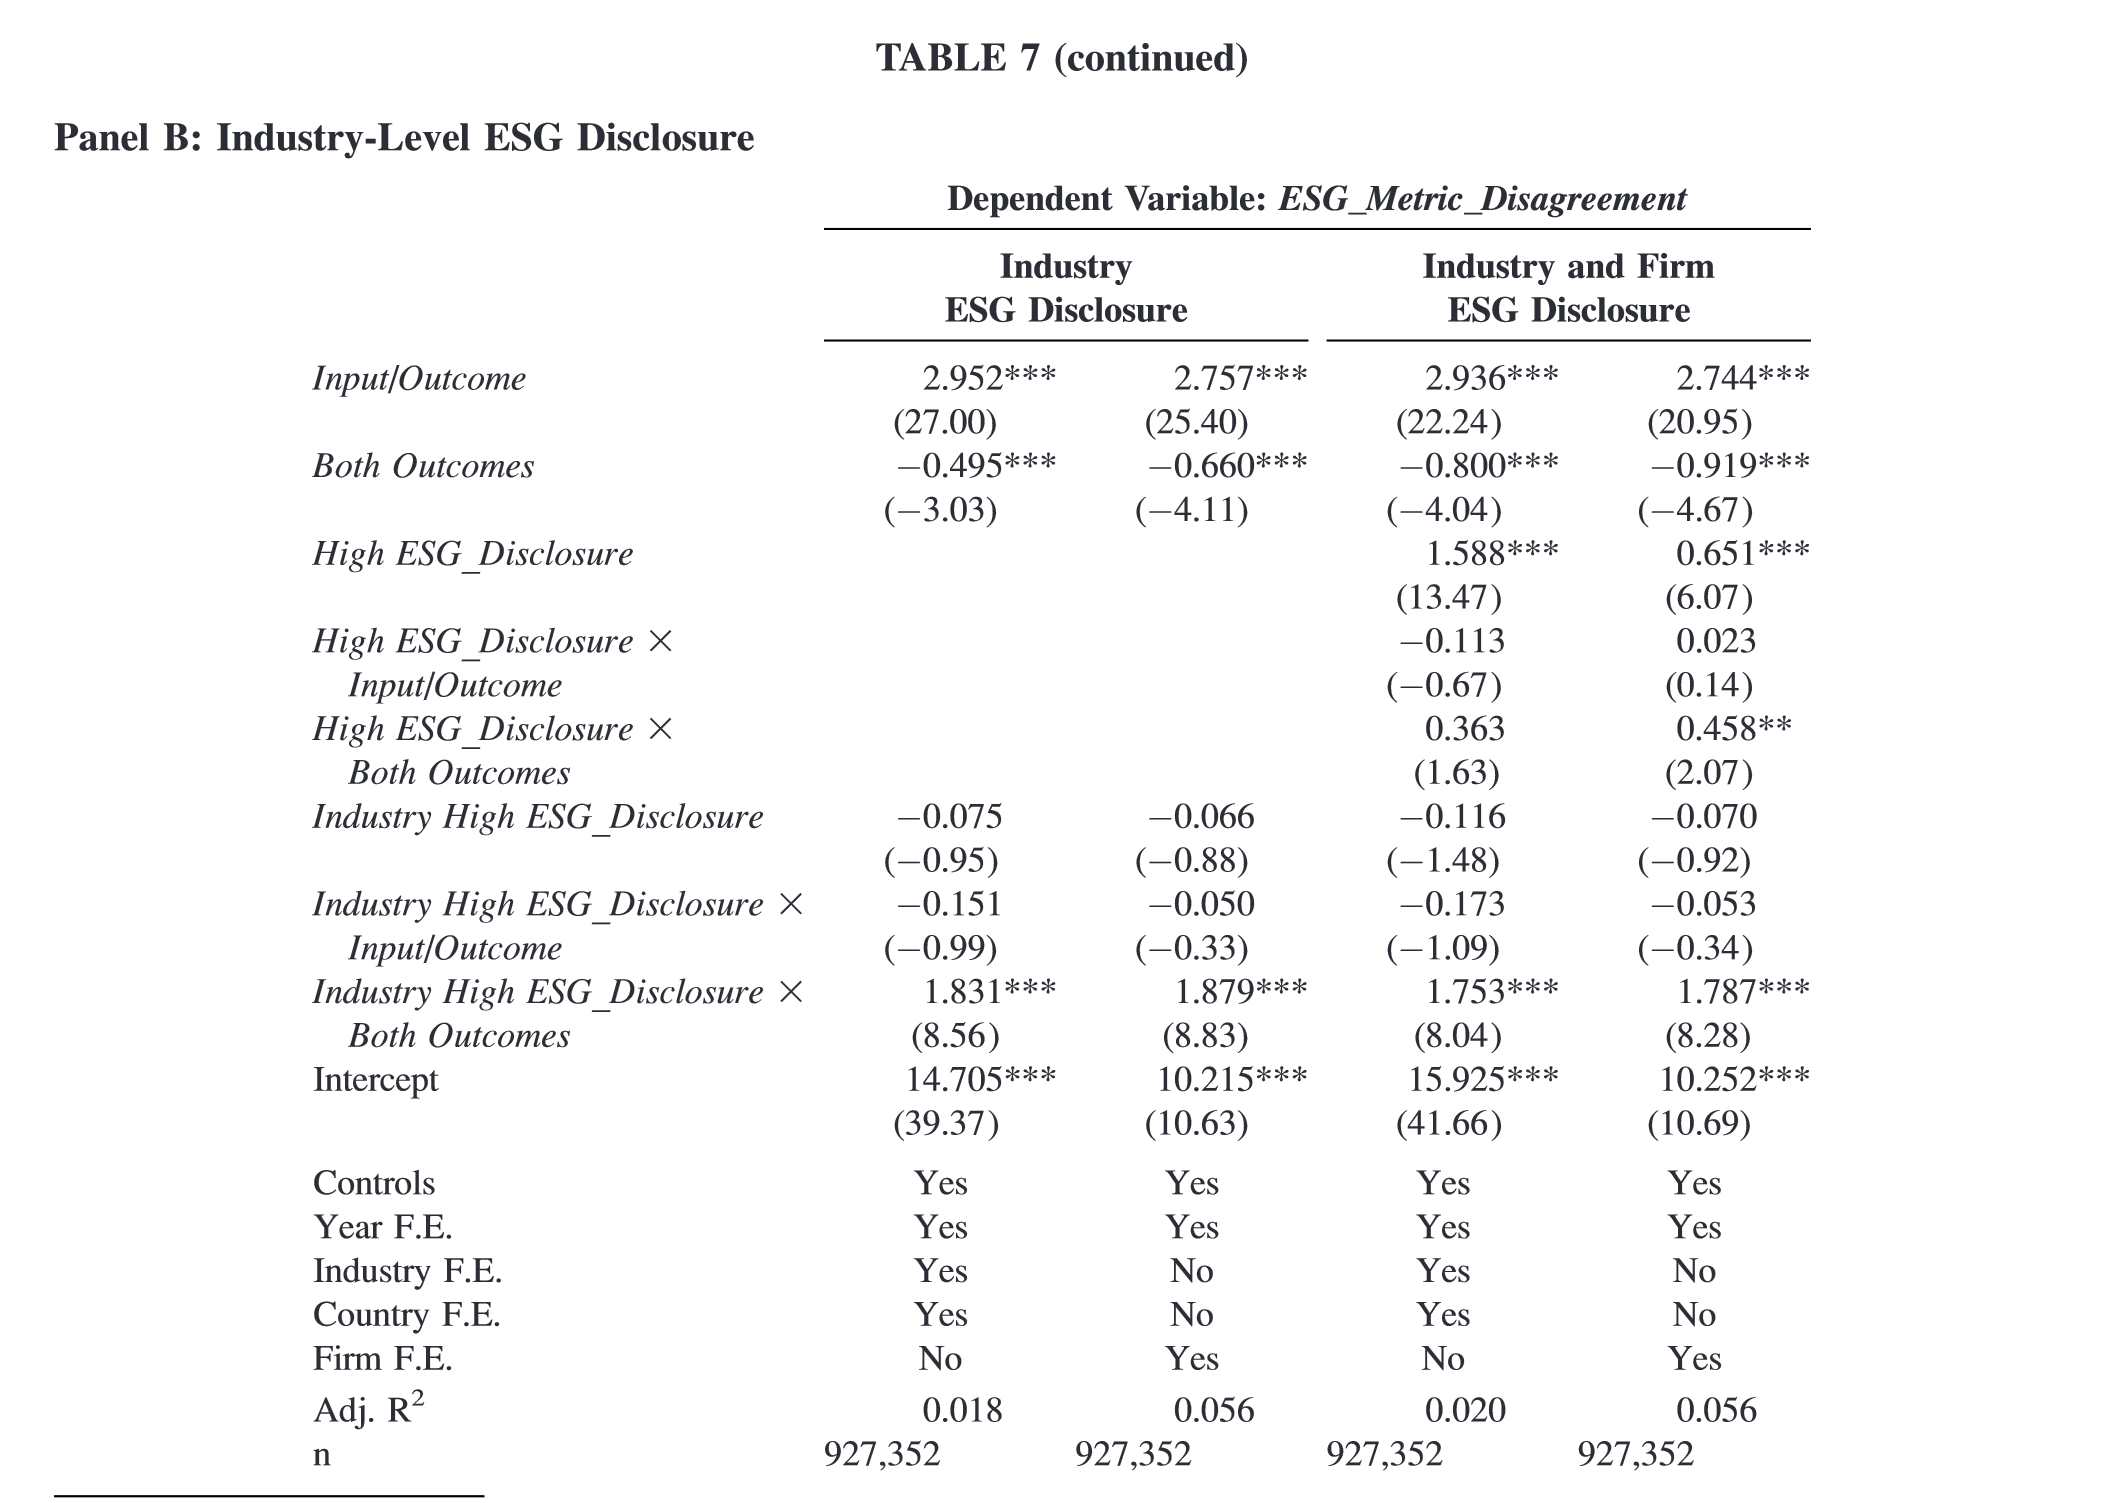 TABLE 7 (continued)
Panel B: Industry-Level ESG Disclosure
Dependent Variable: ESG_Metric_Disagreement
Industry Industry and Firm
ESG Disclosure ESG Disclosure
Input/Outcome 2.952*** 2.757*** 2.936*** 2.744***
(27.00) (25.40) (22.24) (20.95)
Both Outcomes −0.495*** −0.660*** −0.800*** −0.919***
(−3.03) (−4.11) (−4.04) (−4.67)
High ESG_Disclosure 1.588*** 0.651***
(13.47) (6.07)
High ESG_Disclosure × −0.113 0.023
Input/Outcome (−0.67) (0.14)
High ESG_Disclosure × 0.363 0.458**
Both Outcomes (1.63) (2.07)
Industry High ESG_Disclosure −0.075 −0.066 −0.116 −0.070
(−0.95) (−0.88) (−1.48) (−0.92)
Industry High ESG_Disclosure × −0.151 −0.050 −0.173 −0.053
Input/Outcome (−0.99) (−0.33) (−1.09) (−0.34)
Industry High ESG_Disclosure × 1.831*** 1.879*** 1.753*** 1.787***
Both Outcomes (8.56) (8.83) (8.04) (8.28)
Intercept 14.705*** 10.215*** 15.925*** 10.252***
(39.37) (10.63) (41.66) (10.69)
Controls Yes Yes Yes Yes
Year F.E. Yes Yes Yes Yes
Industry F.E. Yes No Yes No
Country F.E. Yes No Yes No
Firm F.E. No Yes No Yes
Adj. R² 0.018 0.056 0.020 0.056
n 927,352 927,352 927,352 927,352